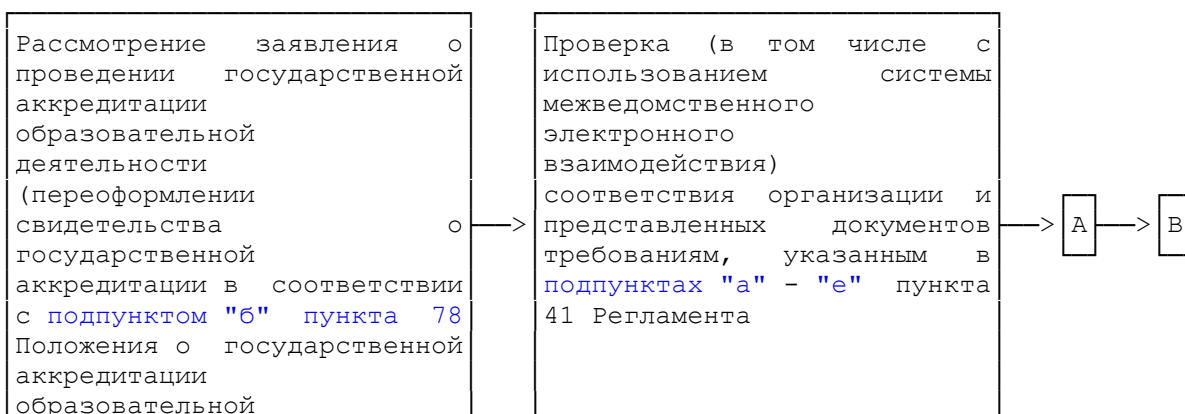 Рассмотрение заявления о
проведении государственной
аккредитации
образовательной
деятельности
(переоформлении
свидетельства о
государственной
аккредитации в соответствии
с подпунктом "б" пункта 78
Положения о государственной
аккредитации
образовательной
Проверка (в том числе с
использованием системы
межведомственного
электронного
взаимодействия)
соответствия организации и
представленных документов
требованиям, указанным в
подпунктах "а" - "е" пункта
41 Регламента
А
В